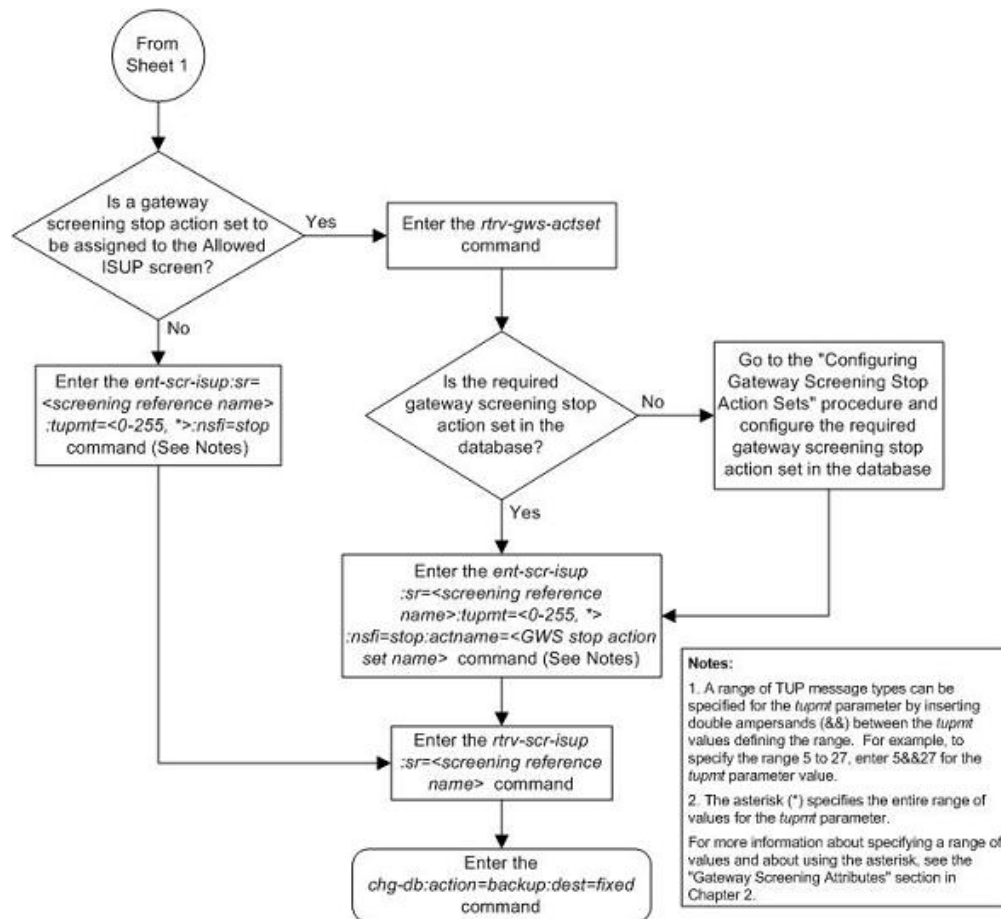 From
Sheet 1
Is a gateway
screening stop action set to
be assigned to the Allowed
ISUP screen?
Yes
Enter the rtrv-gws-actset
command
No
Enter the ent-scr-isup:sr=
<screening reference name>
:tupmt=<0-255, *>:nsfi=stop
command (See Notes)
Is the required
gateway screening stop
action set in the
database?
No
Go to the "Configuring
Gateway Screening Stop
Action Sets" procedure and
configure the required
gateway screening stop
action set in the database
Yes
Enter the ent-scr-isup
:sr=<screening reference
name>:tupmt=<0-255, *>
:nsfi=stop:actname=<GWS stop action
set name> command (See Notes)
Enter the rtrv-scr-isup
:sr=<screening reference
name> command
Enter the
chg-db:action=backup:dest=fixed
command
Notes:
1. A range of TUP message types can be
specified for the tupmt parameter by inserting
double ampersands (&&) between the tupmt
values defining the range. For example, to
specify the range 5 to 27, enter 5&&27 for the
tupmt parameter value.
2. The asterisk (*) specifies the entire range of
values for the tupmt parameter.
For more information about specifying a range of
values and about using the asterisk, see the
"Gateway Screening Attributes" section in
Chapter 2.